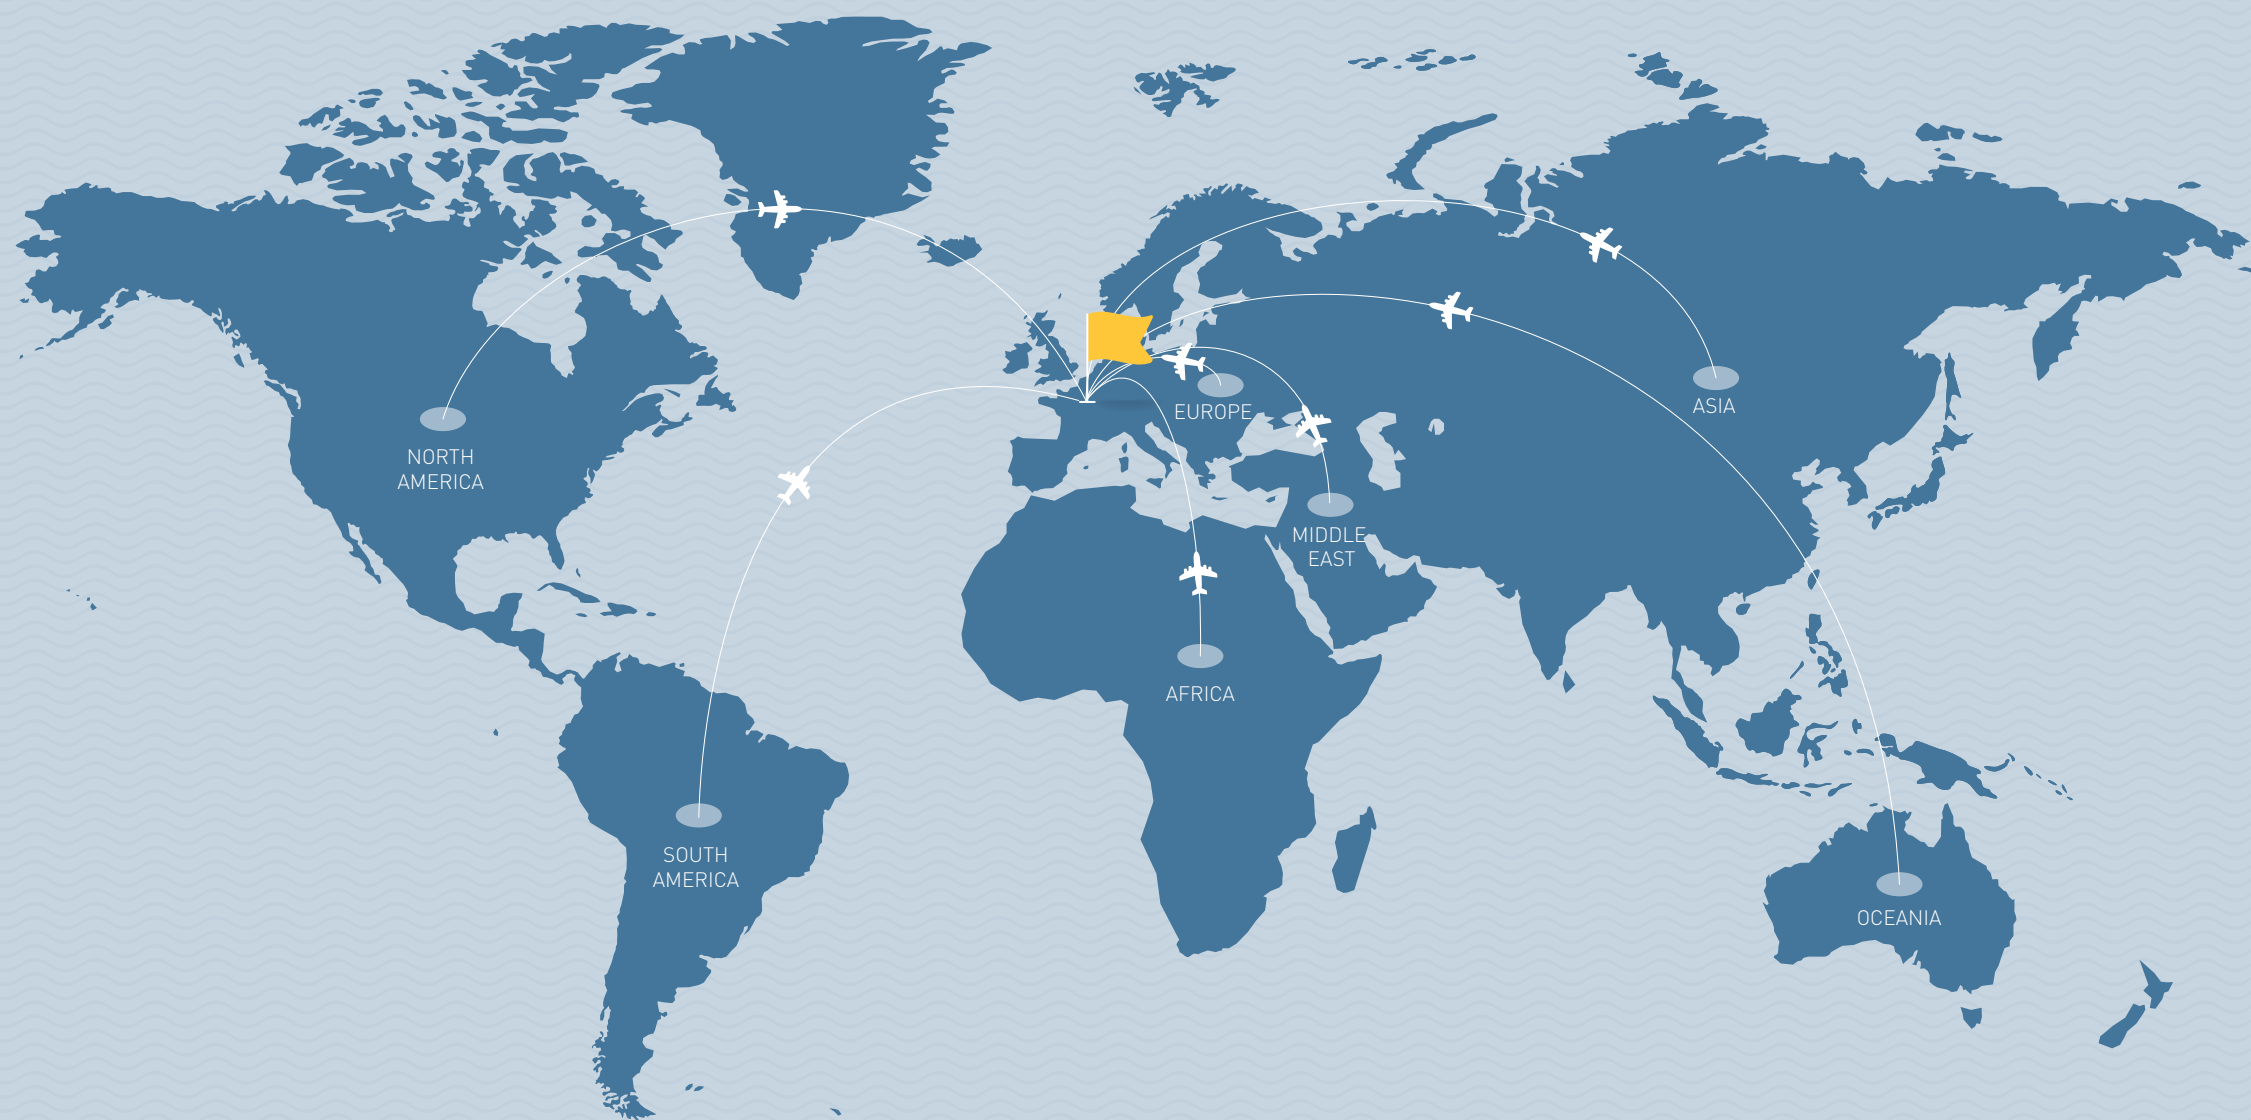 EUROPE
ASIA
NORTH
AMERICA
MIDDLE
EAST
AFRICA
SOUTH
AMERICA
OCEANIA